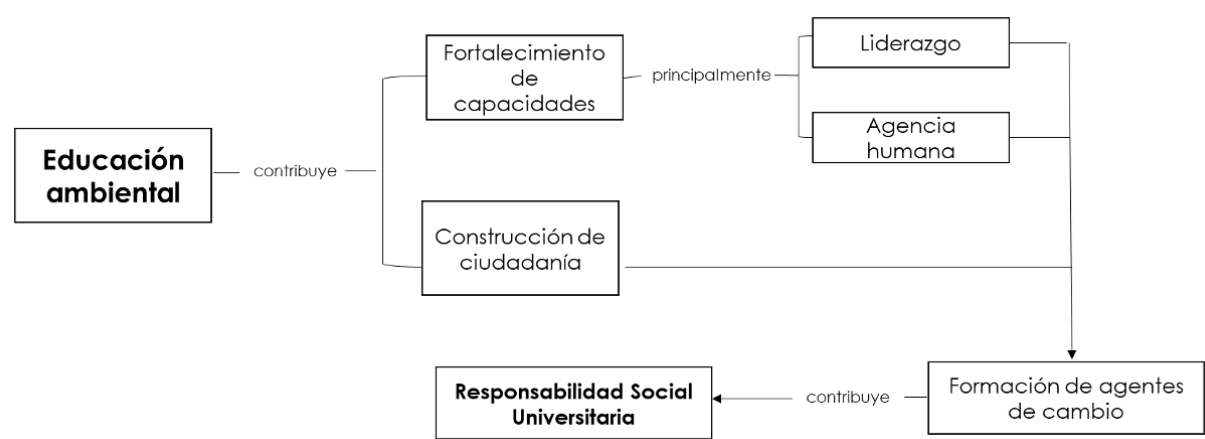 Educación
ambiental
contribuye
Fortalecimiento
de
capacidades
principalmente
Liderazgo
Agencia
humana
Construcción de
ciudadanía
Formación de agentes
de cambio
contribuye
Responsabilidad Social
Universitaria